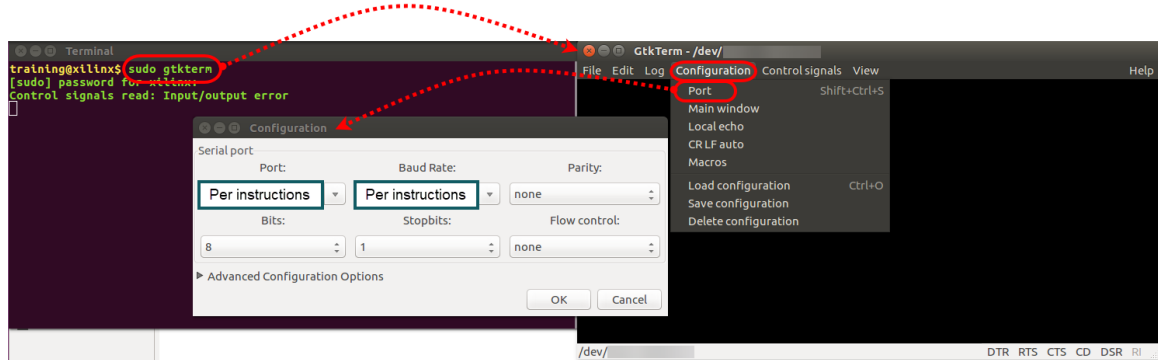 Terminal
training@xilinx$ sudo gtkterm
[sudo] password for xilinx:
Control signals read: Input/output error
Configuration
Serial port
Port: Baud Rate: Parity:
Per instructions Per instructions none
Bits: Stopbits: Flow control:
8 1 none
Advanced Configuration Options
OK Cancel
GtkTerm - /dev/
File Edit Log Configuration Control signals View Help
Port Shift+Ctrl+S
Main window
Local echo
CR LF auto
Macros
Load configuration Ctrl+O
Save configuration
Delete configuration
/dev/ DTR RTS CTS CD DSR RI